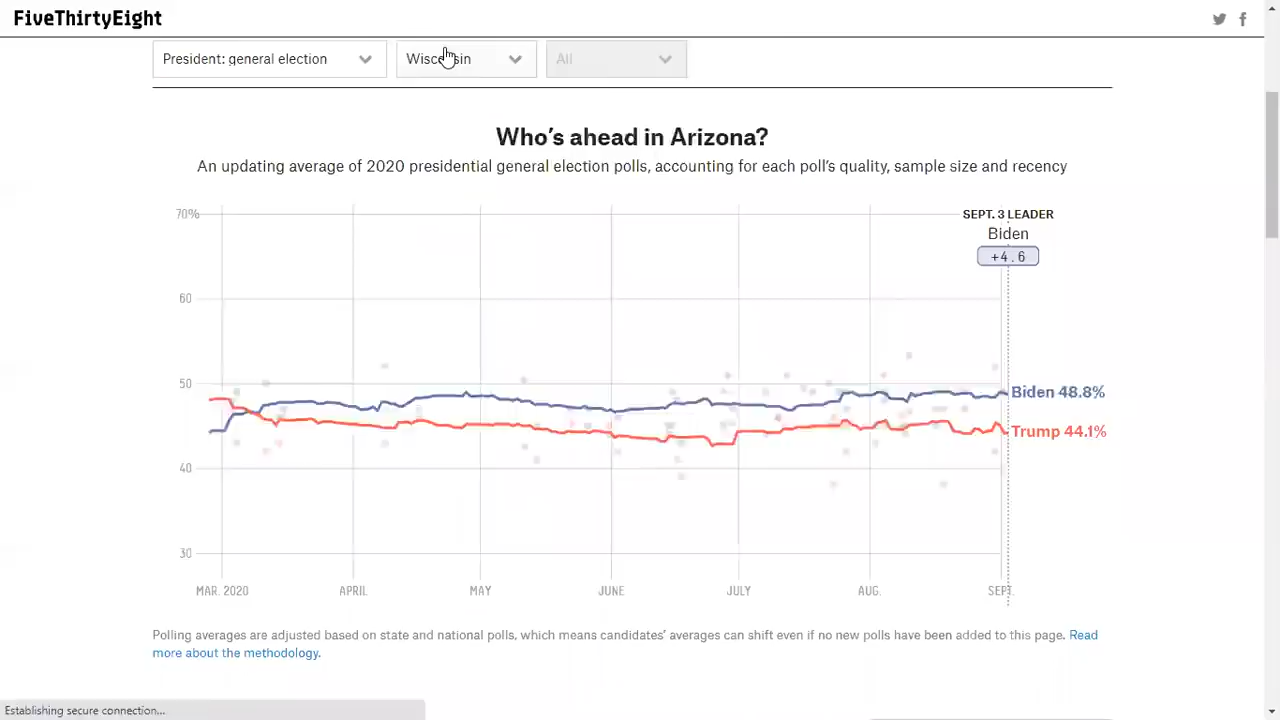 FiveThirtyEight
President: general election
Wisconsin
All
Who's ahead in Arizona?
An updating average of 2020 presidential general election polls, accounting for each poll's quality, sample size and recency
70%
SEPT. 3 LEADER
Biden
+4.6
60
50
Biden 48.8%
Trump 44.1%
40
30
MAR. 2020 APRIL MAY JUNE JULY AUG. SEPT.
Polling averages are adjusted based on state and national polls, which means candidates' averages can shift even if no new polls have been added to this page. Read
more about the methodology.
Establishing secure connection...